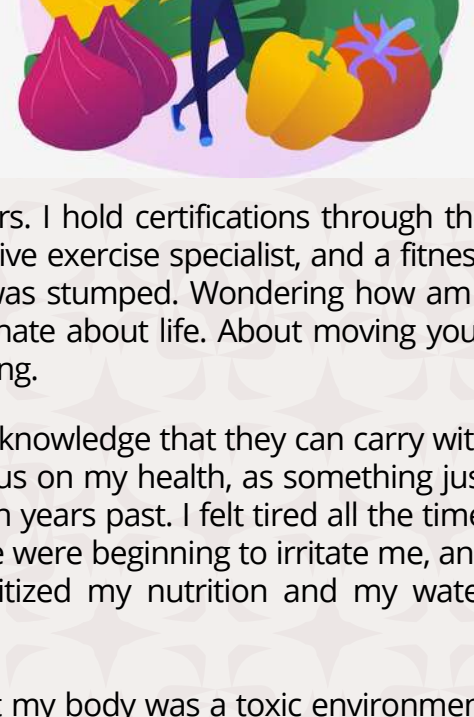 rs. I hold certifications through th
ive exercise specialist, and a fitnes
was stumped. Wondering how am
nate about life. About moving you
ng.
knowledge that they can carry wit
us on my health, as something jus
n years past. I felt tired all the time
e were beginning to irritate me, an
itized my nutrition and my wate
t my body was a toxic environmen